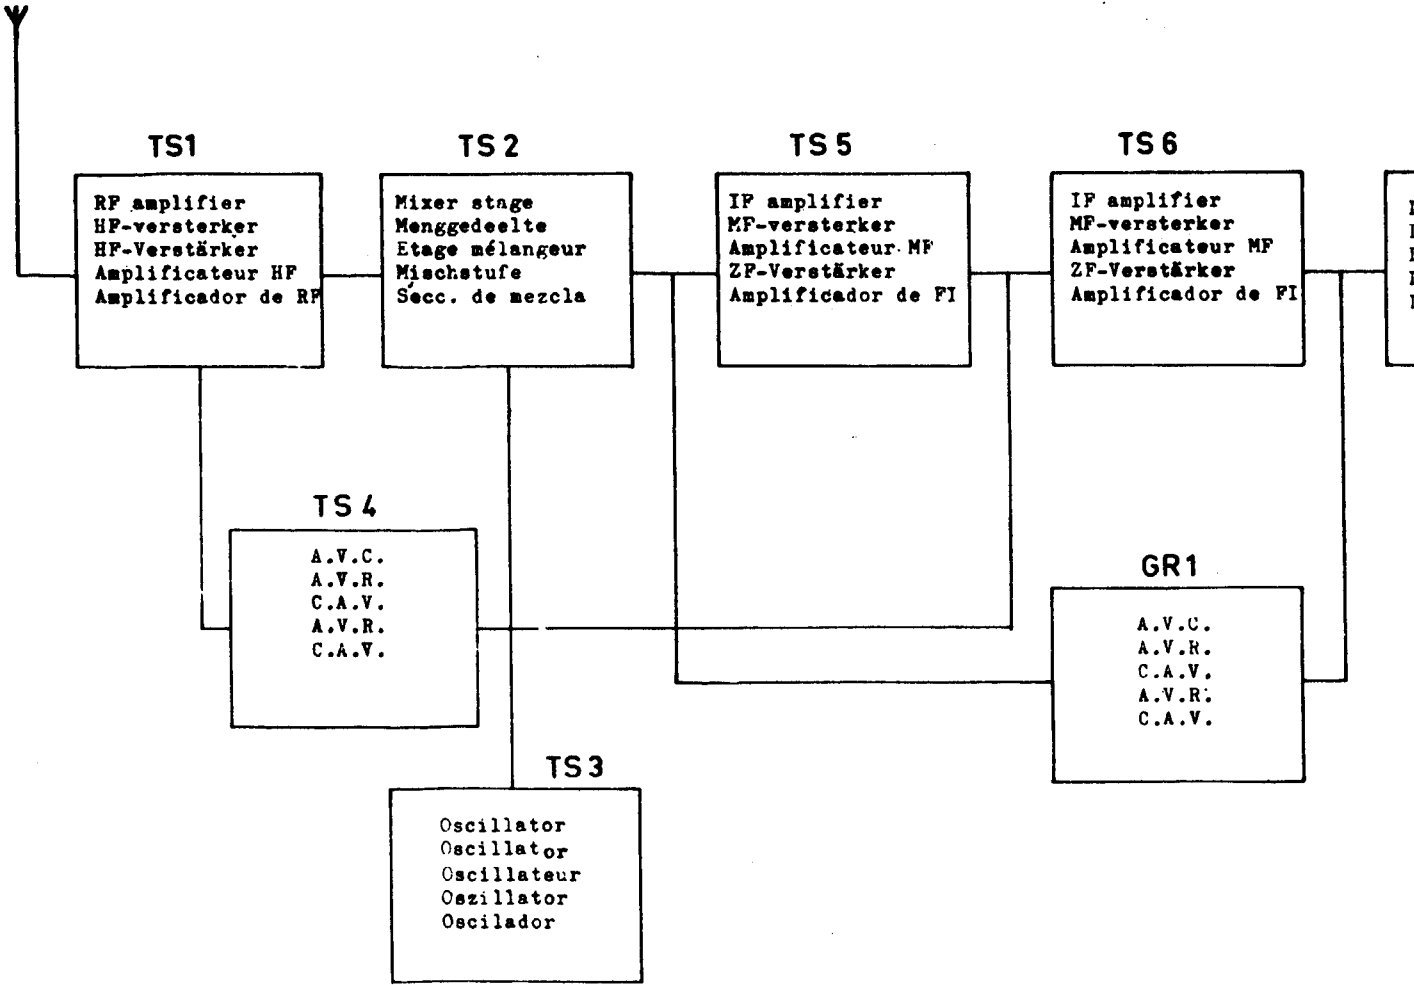 TS1
RF amplifier
HF-versterker
HF-Verstärker
Amplificateur HF
Amplificador de RF
TS 2
Mixer stage
Menggedeelte
Etage mélangeur
Mischstufe
Secc. de mezcla
TS 5
IF amplifier
MF-versterker
Amplificateur MF
ZF-Verstärker
Amplificador de FI
TS 6
IF amplifier
MF-versterker
Amplificateur MF
ZF-Verstärker
Amplificador de FI
TS 4
A.V.C.
A.V.R.
C.A.V.
A.V.R.
C.A.V.
GR1
A.V.C.
A.V.R.
C.A.V.
A.V.R.
C.A.V.
TS 3
Oscillator
Oscillator
Oscillateur
Oszillator
Oscilador